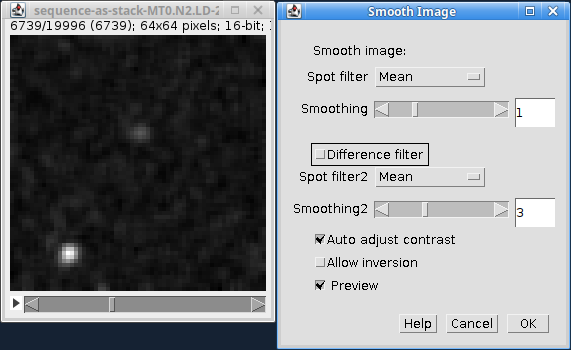 sequence-as-stack-MT0.N2.LD-2
6739/19996 (6739); 64x64 pixels; 16-bit; 1
Smooth Image
Smooth image:
Spot filter Mean
Smoothing 1
Difference filter
Spot filter2 Mean
Smoothing2 3
Auto adjust contrast
Allow inversion
Preview
Help Cancel OK